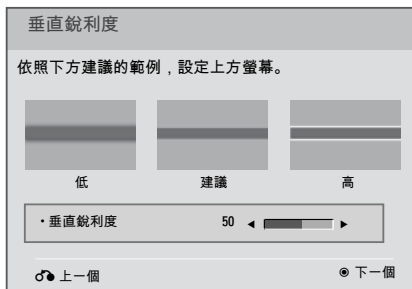 垂直銳利度
依照下方建議的範例，設定上方螢幕。
低 建議 高
・垂直銳利度 50 ◀ ▶
上一個 ◉ 下一個